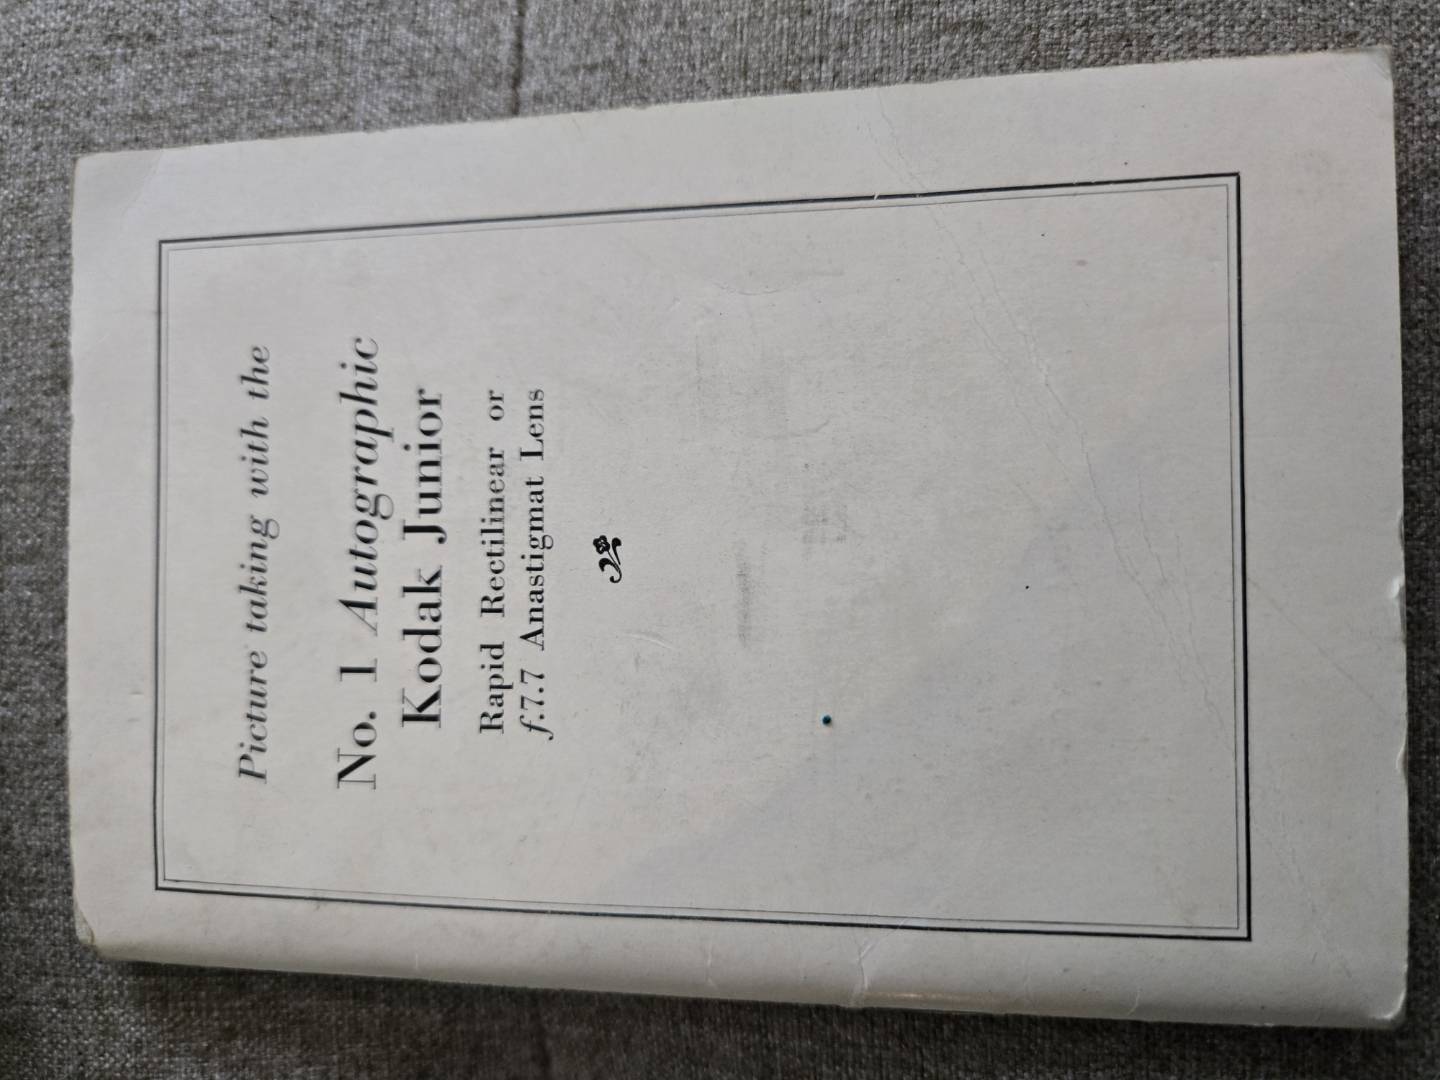 Picture taking with the
No. 1 Autographic
Kodak Junior
Rapid Rectilinear or
f.7.7 Anastigmat Lens